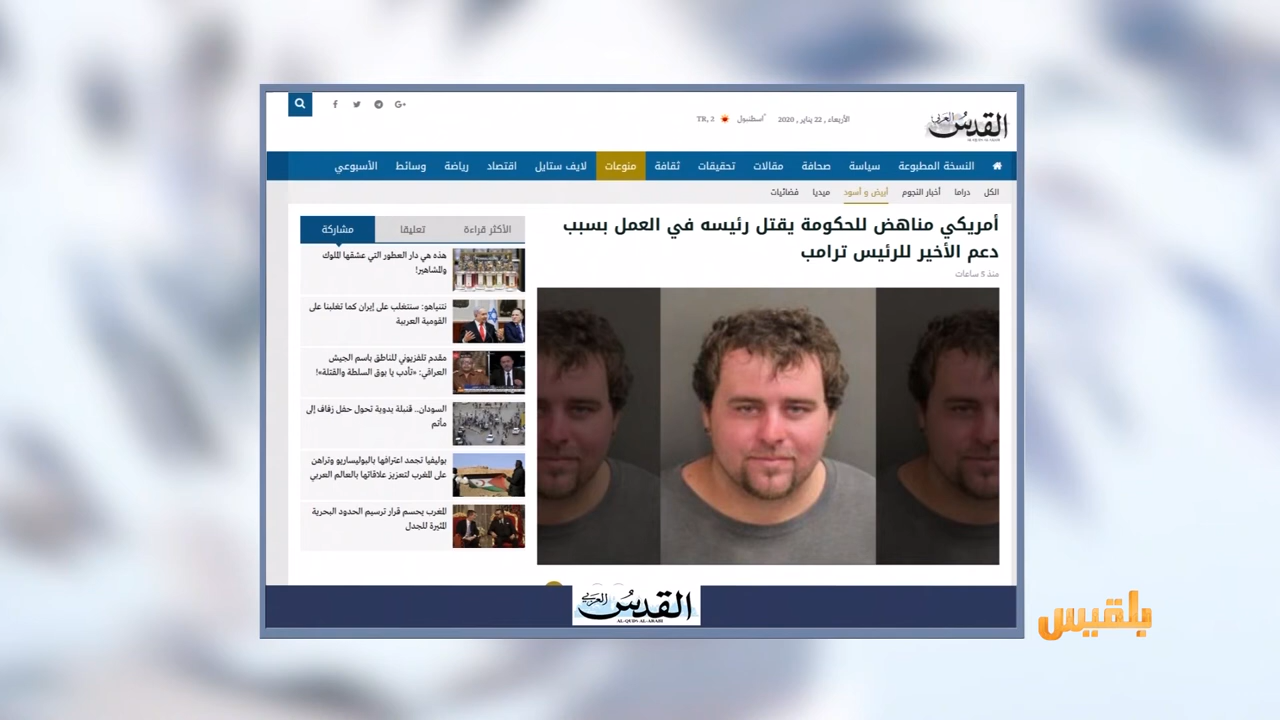 القدس العربي
الأربعاء , 22 يناير , 2020
أسطنبول
TR, 2
النسخة المطبوعة سياسة صحافة مقالات تحقيقات ثقافة منوعات لايف ستايل اقتصاد رياضة وسائط الأسبوعي
الكل دراما أخبار النجوم أبيض و أسود ميديا فضائيات
أمريكي مناهض للحكومة يقتل رئيسه في العمل بسبب
دعم الأخير للرئيس ترامب
منذ 5 ساعات
الأكثر قراءة تعليقا مشاركة
هذه هي دار العطور التي عشقها الملوك
والمشاهير!
نتنياهو: سنتغلب على إيران كما تغلبنا على
القومية العربية
مقدم تلفزيوني للناطق باسم الجيش
العراقي: «تأدب يا بوق السلطة والقتلة»!
السودان.. قنبلة يدوية تحول حفل زفاف إلى
مأتم
بوليفيا تجمد اعترافها بالبوليساريو وتراهن
على المغرب لتعزيز علاقاتها بالعالم العربي
المغرب يحسم قرار ترسيم الحدود البحرية
المثيرة للجدل
القدس العربي
AL-QUDS AL-ARABI
بلقيس